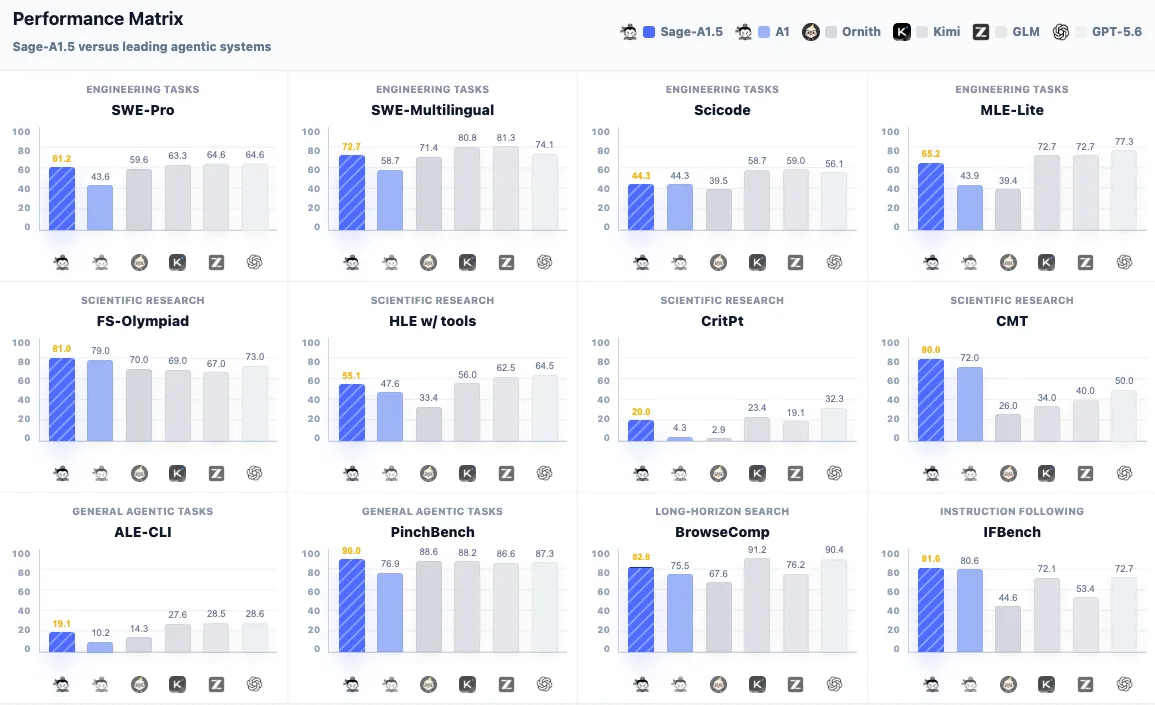 Performance Matrix
Sage-A1.5 versus leading agentic systems
Sage-A1.5 A1 Ornith K Kimi Z GLM GPT-5.6
ENGINEERING TASKS
SWE-Pro
100
80
60
40
20
0
61.2 43.6 59.6 63.3 64.6 64.6
K Z
ENGINEERING TASKS
SWE-Multilingual
100
80
60
40
20
0
72.7 58.7 71.4 80.8 81.3 74.1
K Z
ENGINEERING TASKS
Scicode
100
80
60
40
20
0
44.3 44.3 39.5 58.7 59.0 56.1
K Z
ENGINEERING TASKS
MLE-Lite
100
80
60
40
20
0
65.2 43.9 39.4 72.7 72.7 77.3
K Z
SCIENTIFIC RESEARCH
FS-Olympiad
100
80
60
40
20
0
81.0 79.0 70.0 69.0 67.0 73.0
K Z
SCIENTIFIC RESEARCH
HLE w/ tools
100
80
60
40
20
0
55.1 47.6 33.4 56.0 62.5 64.5
K Z
SCIENTIFIC RESEARCH
CritPt
100
80
60
40
20
0
20.0 4.3 2.9 23.4 19.1 32.3
K Z
SCIENTIFIC RESEARCH
CMT
100
80
60
40
20
0
80.0 72.0 26.0 34.0 40.0 50.0
K Z
GENERAL AGENTIC TASKS
ALE-CLI
100
80
60
40
20
0
19.1 10.2 14.3 27.6 28.5 28.6
K Z
GENERAL AGENTIC TASKS
PinchBench
100
80
60
40
20
0
90.0 76.9 88.6 88.2 86.6 87.3
K Z
LONG-HORIZON SEARCH
BrowseComp
100
80
60
40
20
0
82.8 75.5 67.6 91.2 76.2 90.4
K Z
INSTRUCTION FOLLOWING
IFBench
100
80
60
40
20
0
81.6 80.6 44.6 72.1 53.4 72.7
K Z